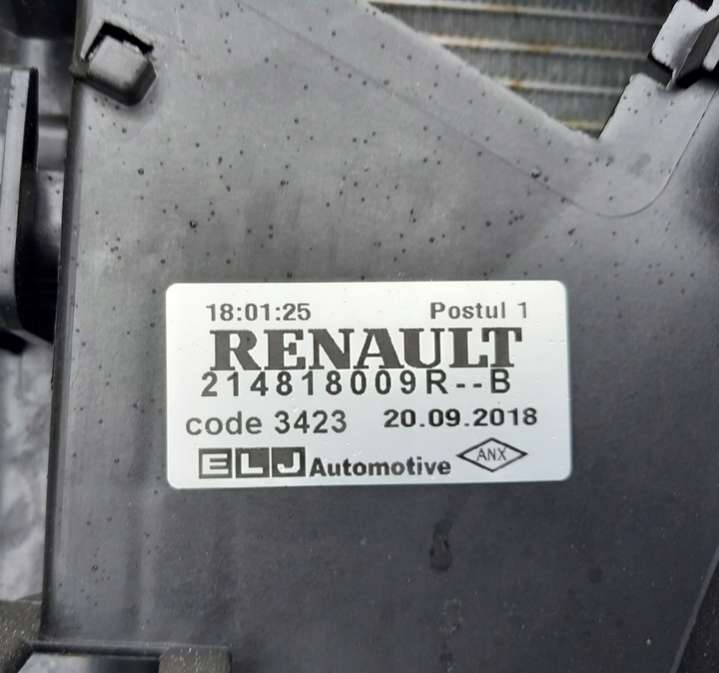 18:01:25 Postul 1
RENAULT
214818009R--B
code 3423 20.09.2018
ELJ Automotive ANX